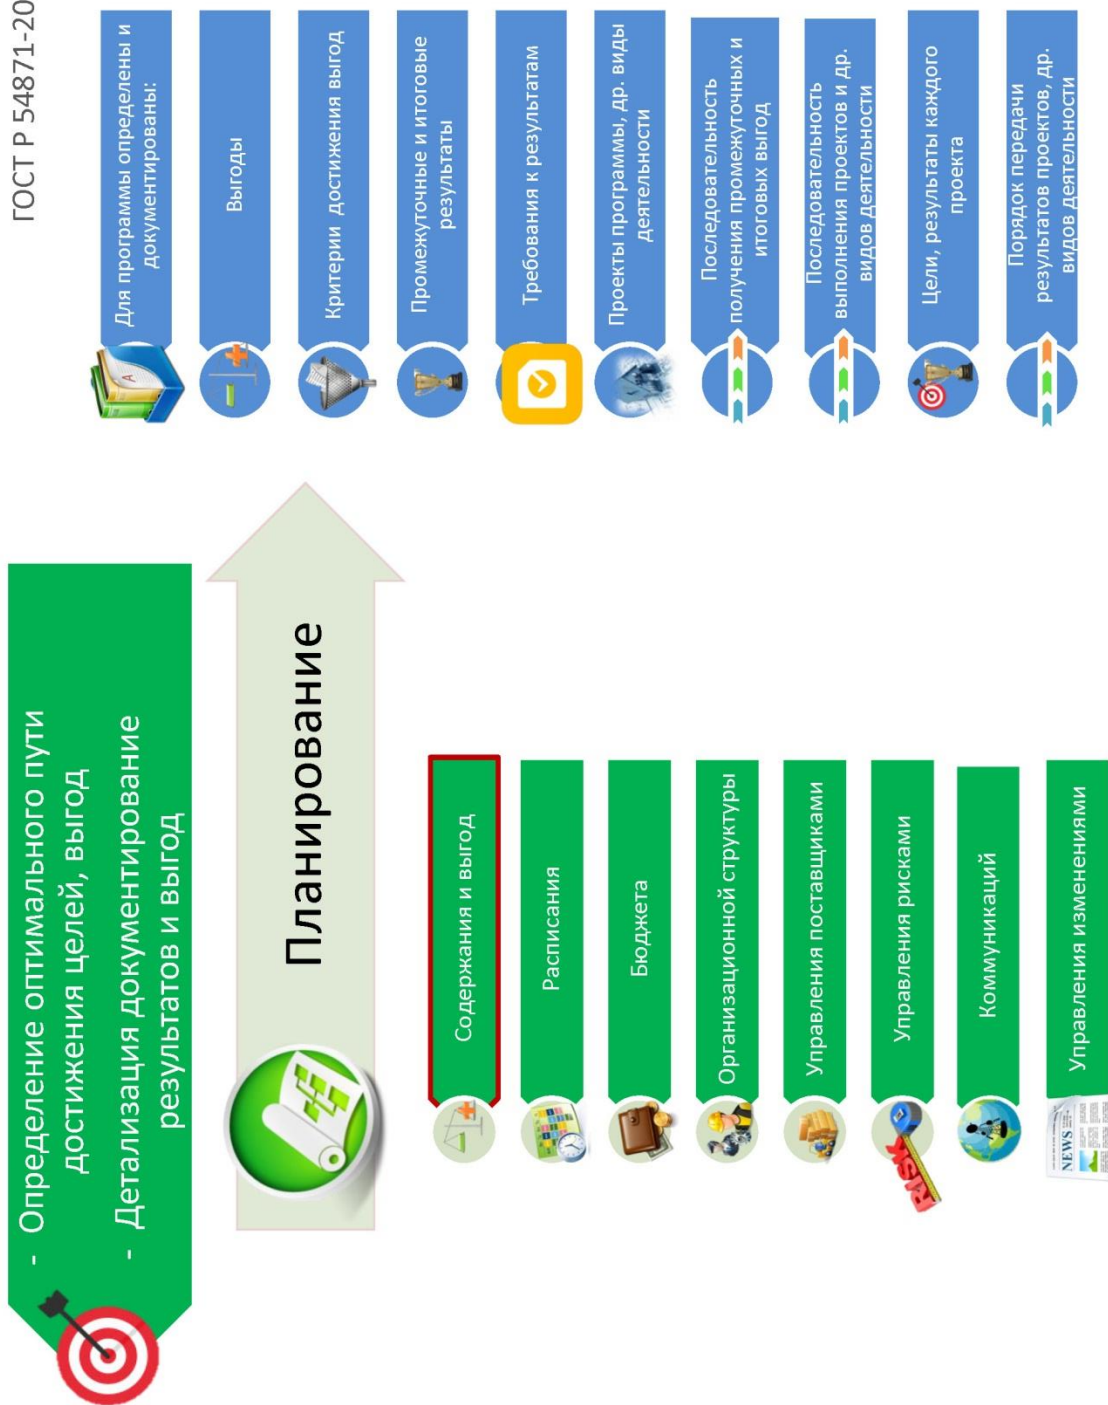 ГОСТ Р 54871-20
- Определение оптимального пути
достижения целей, выгод
- Детализация документирование
результатов и выгод
Планирование
Содержания и выгод
Расписания
Бюджета
Организационной структуры
Управления поставщиками
RISK
Управления рисками
Коммуникаций
NEWS
Управления изменениями
Для программы определены и
документированы:
Выгоды
Критерии достижения выгод
Промежуточные и итоговые
результаты
Требования к результатам
Проекты программы, др. виды
деятельности
Последовательность
получения промежуточных и
итоговых выгод
Последовательность
выполнения проектов и др.
видов деятельности
Цели, результаты каждого
проекта
Порядок передачи
результатов проектов, др.
видов деятельности